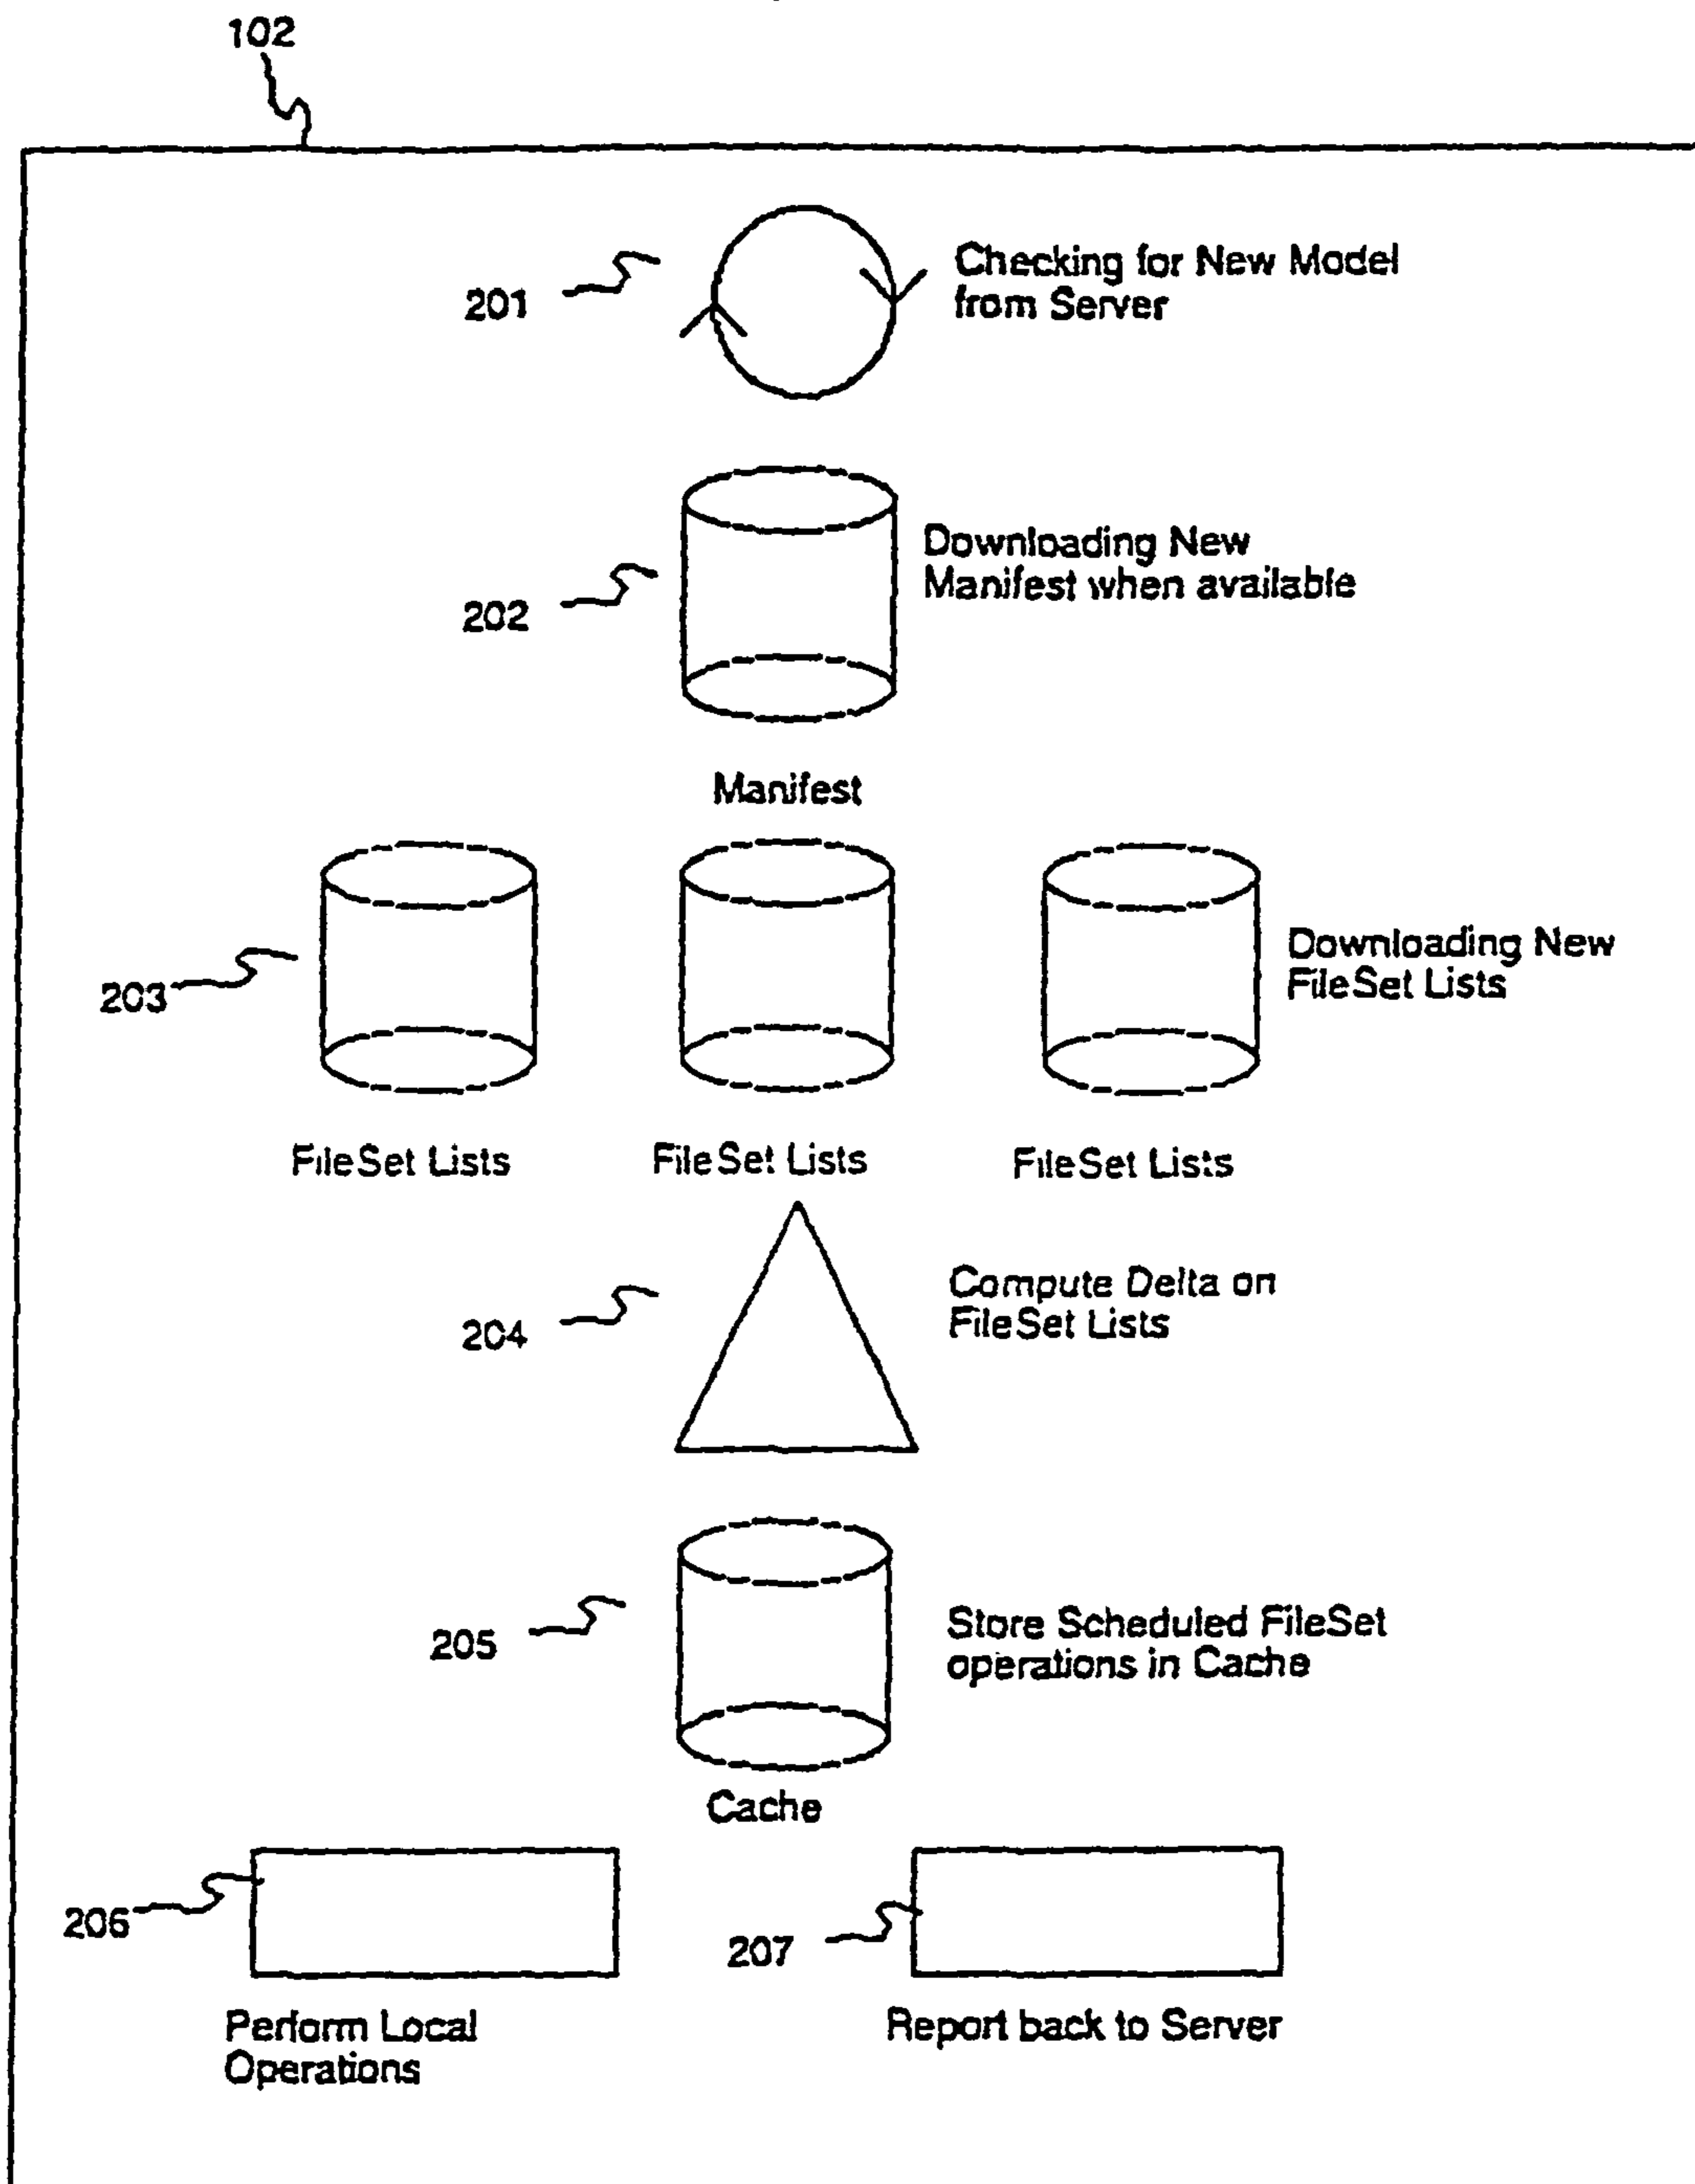 102
201
Checking for New Model
from Server
202
Downloading New
Manifest when available
Manifest
203
Downloading New
FileSet Lists
FileSet Lists
FileSet Lists
FileSet Lists
204
Compute Delta on
FileSet Lists
205
Store Scheduled FileSet
operations in Cache
Cache
206
207
Perform Local
Operations
Report back to Server